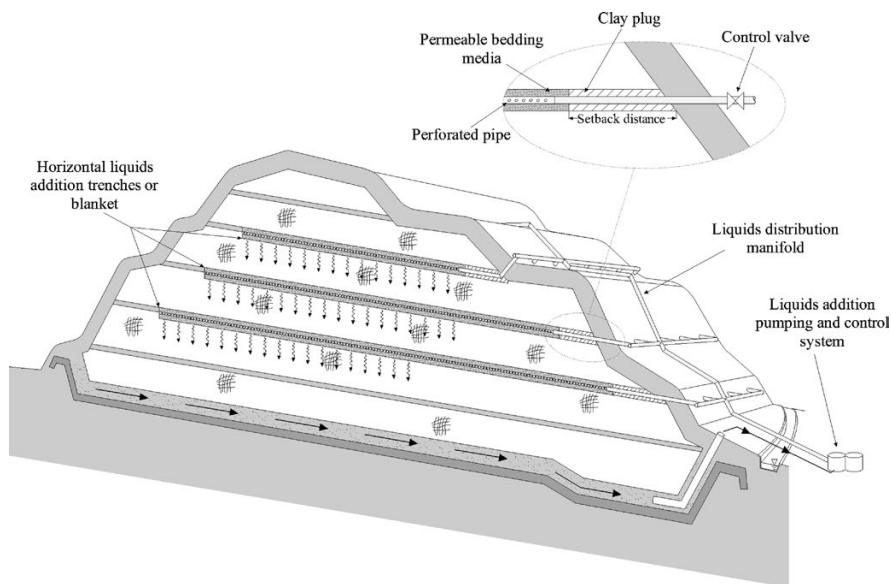 Clay plug
Permeable bedding
media
Control valve
Perforated pipe
Setback distance
Horizontal liquids
addition trenches or
blanket
Liquids distribution
manifold
Liquids addition
pumping and control
system